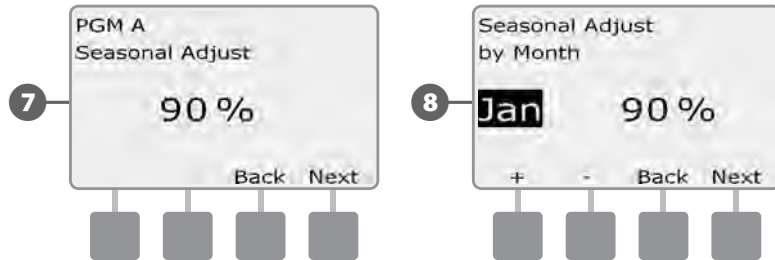 PGM A
Seasonal Adjust
7
90 %
Back Next
Seasonal Adjust
by Month
8
Jan 90 %
+ - Back Next